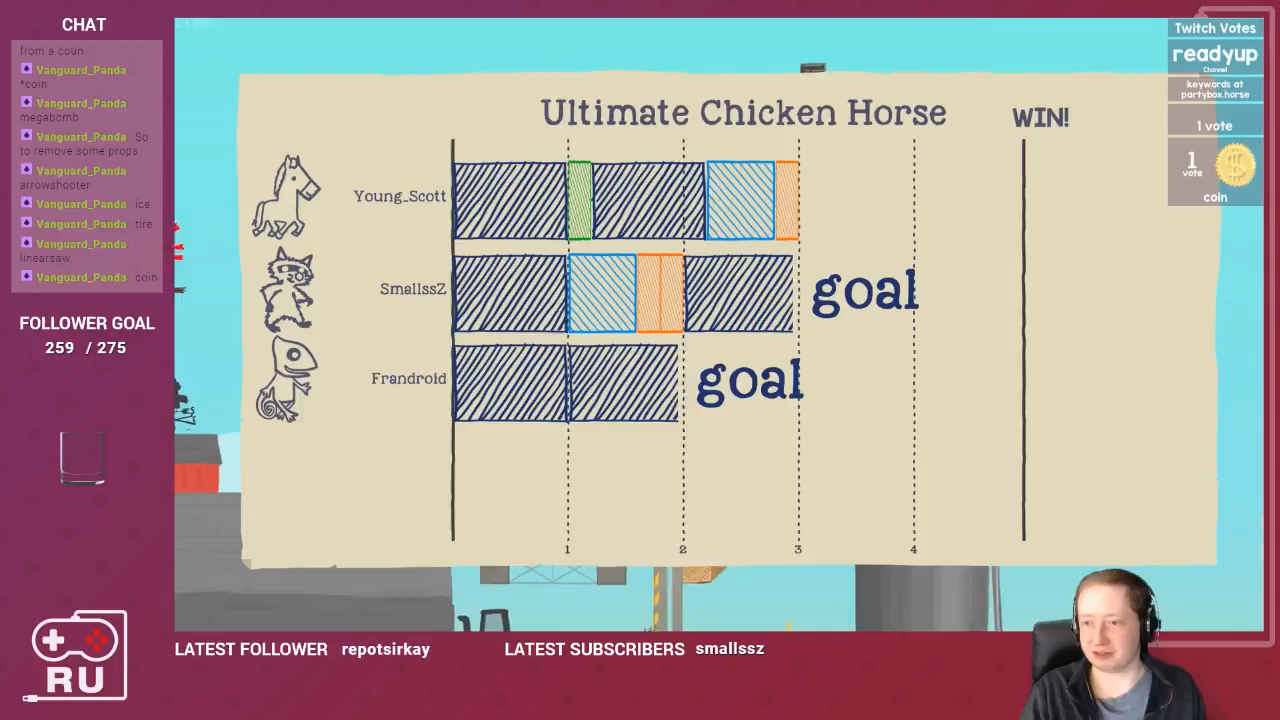 CHAT
from a coun
Vanguard_Panda
*coin
Vanguard_Panda
megabomb
Vanguard_Panda So
to remove some props
Vanguard_Panda
arrowshooter
Vanguard_Panda ice
Vanguard_Panda tire
Vanguard_Panda
linearsaw
Vanguard_Panda coin
FOLLOWER GOAL
259 / 275
RU
Ultimate Chicken Horse
WIN!
Young_Scott
SmallssZ
goal
Frandroid
goal
1 2 3 4
Twitch Votes
readyup
Channel
keywords at
partybox.horse
1 vote
1
vote
$
coin
LATEST FOLLOWER repotsirkay
LATEST SUBSCRIBERS smallssz